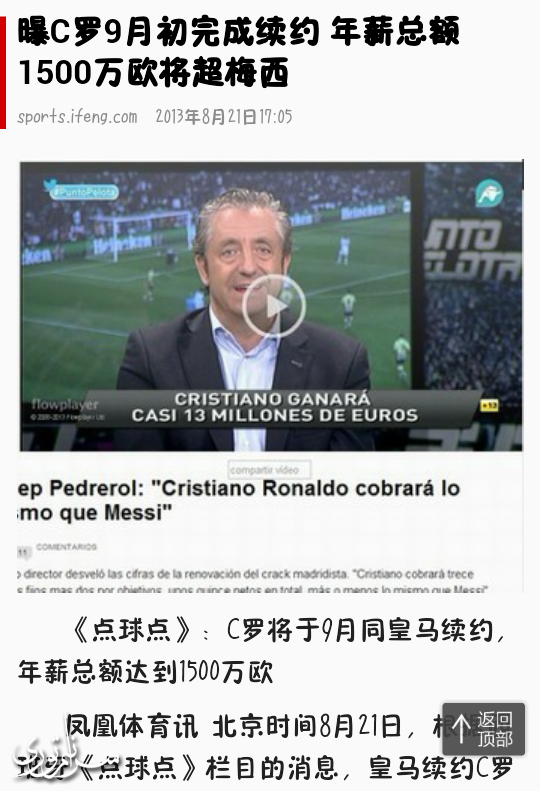 曝C罗9月初完成续约 年薪总额
1500万欧将超梅西
sports.ifeng.com 2013年8月21日17:05
#PuntoPelota
Heineken
Heineken
flowplayer
CRISTIANO GANARÁ
CASI 13 MILLONES DE EUROS
+13
compartir vídeo
ep Pedrerol: "Cristiano Ronaldo cobrará lo
smo que Messi"
11 COMENTARIOS
director desveló las cifras de la renovación del crack madridista. "Cristiano cobrará trece
s fijos mas dos por objetivos, unos quince netos en total, más o menos lo mismo que Messi"
《点球点》：C罗将于9月同皇马续约，
年薪总额达到1500万欧
凤凰体育讯 北京时间8月21日，根
《点球点》栏目的消息，皇马续约C罗
返回
顶部